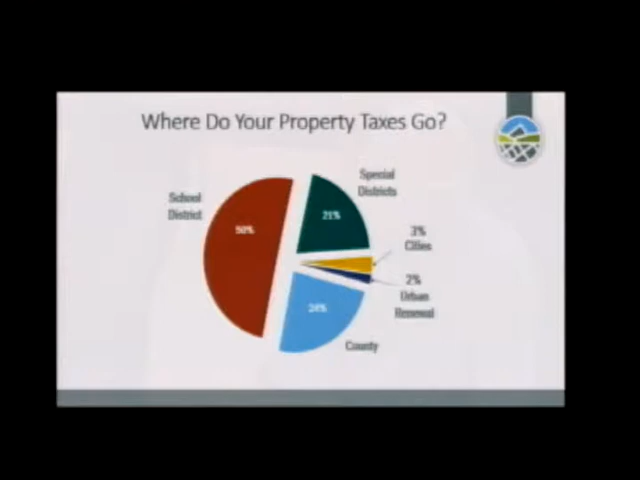 Where Do Your Property Taxes Go?
Special
Districts
School
District
21%
50%
3%
Cities
2%
Urban
Renewal
24%
County